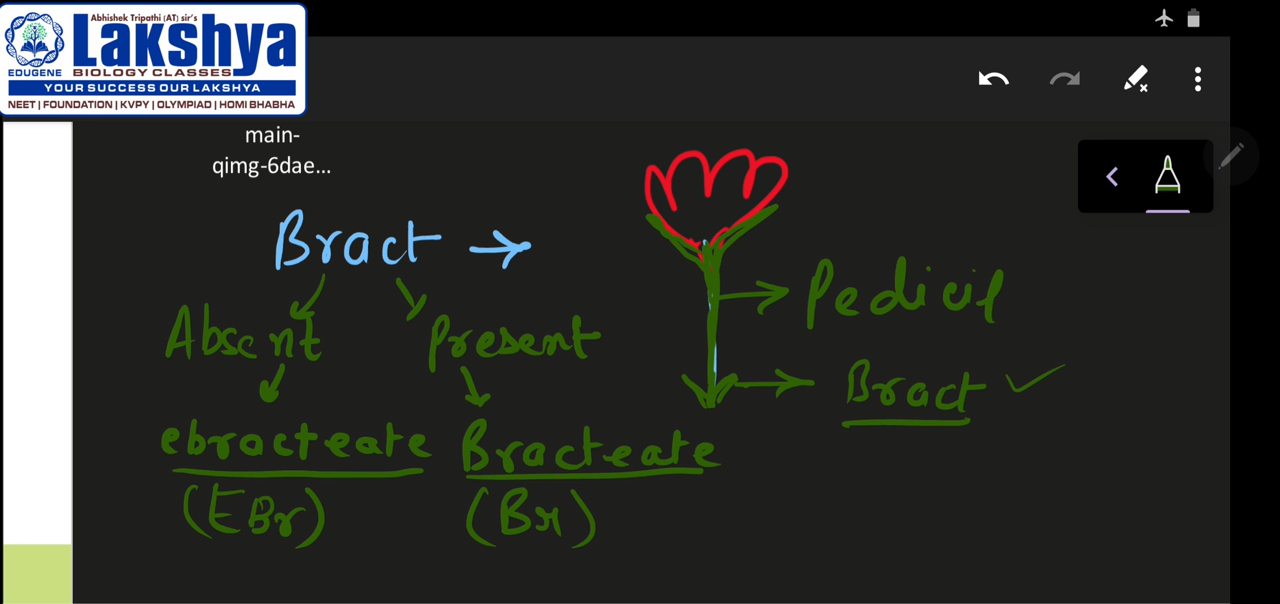 Abhishek Tripathi (AT) sir's
Lakshya
EDUGENE BIOLOGY CLASSES
YOUR SUCCESS OUR LAKSHYA
NEET | FOUNDATION | KVPY | OLYMPIAD | HOMI BHABHA
main-
qimg-6dae...
Bract →
Pedicil
Absent
Present
Bract ✓
ebracteate
Bracteate
(EBr)
(Br)